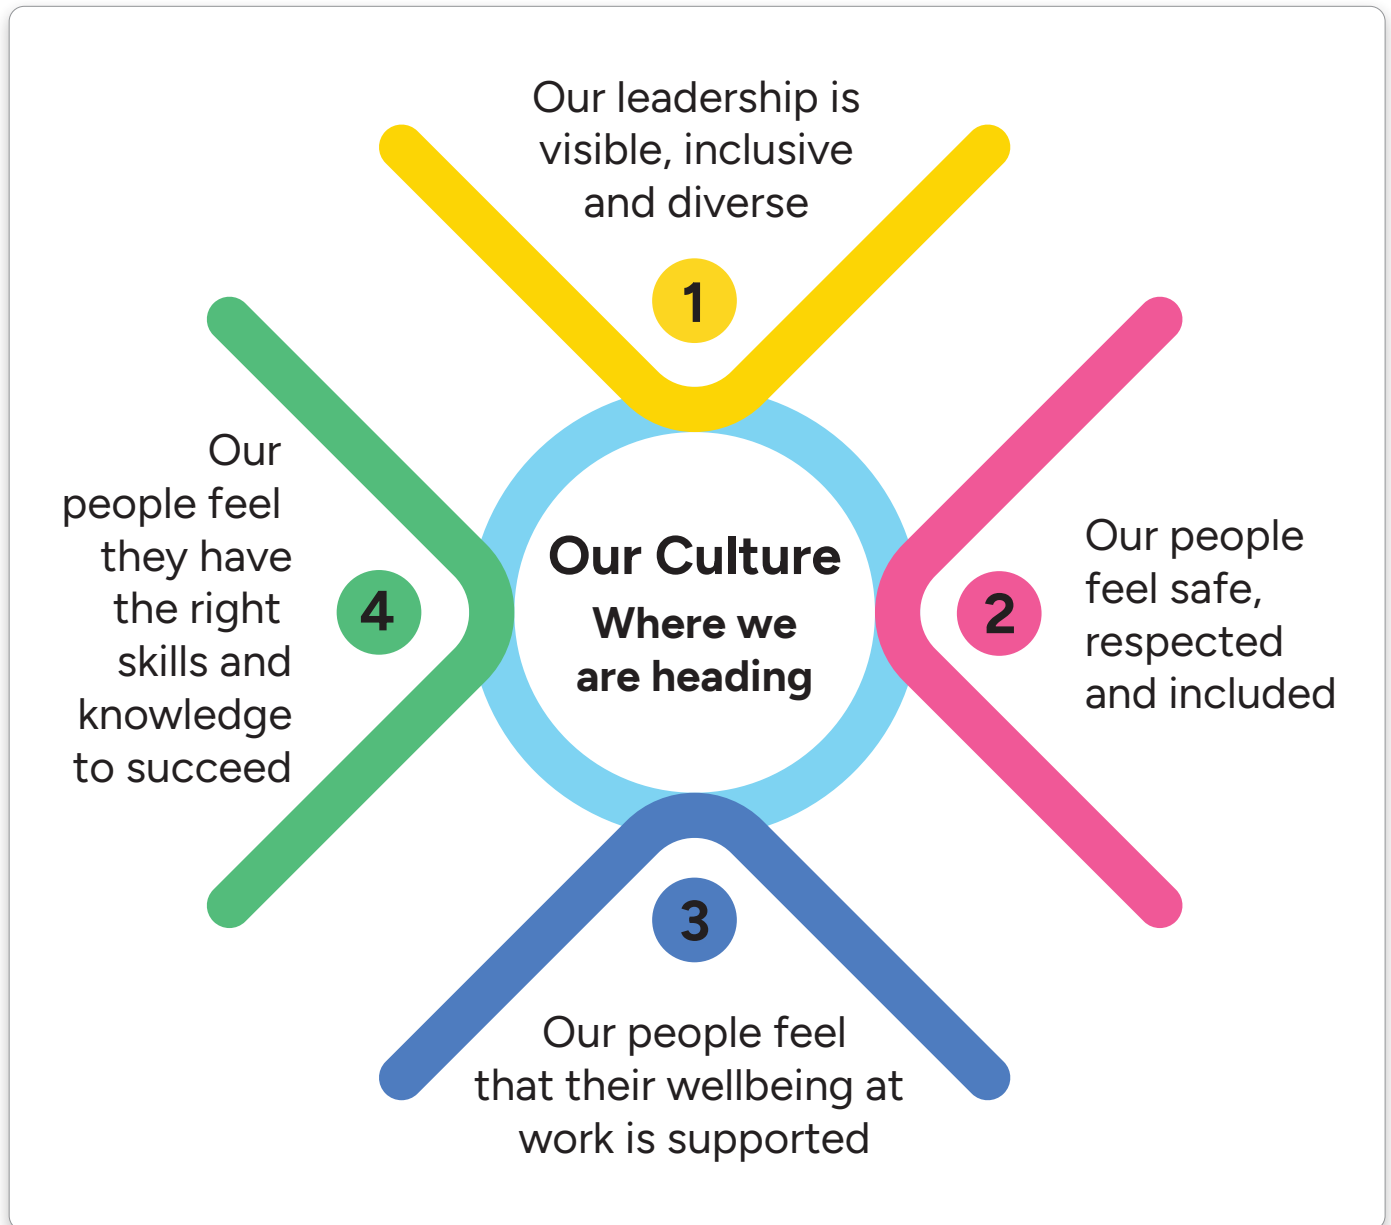 Our leadership is
visible, inclusive
and diverse
1
Our people
feel safe,
respected
and included
2
Our people feel
that their wellbeing at
work is supported
3
Our
people feel
they have
the right
skills and
knowledge
to succeed
4
Our Culture
Where we
are heading